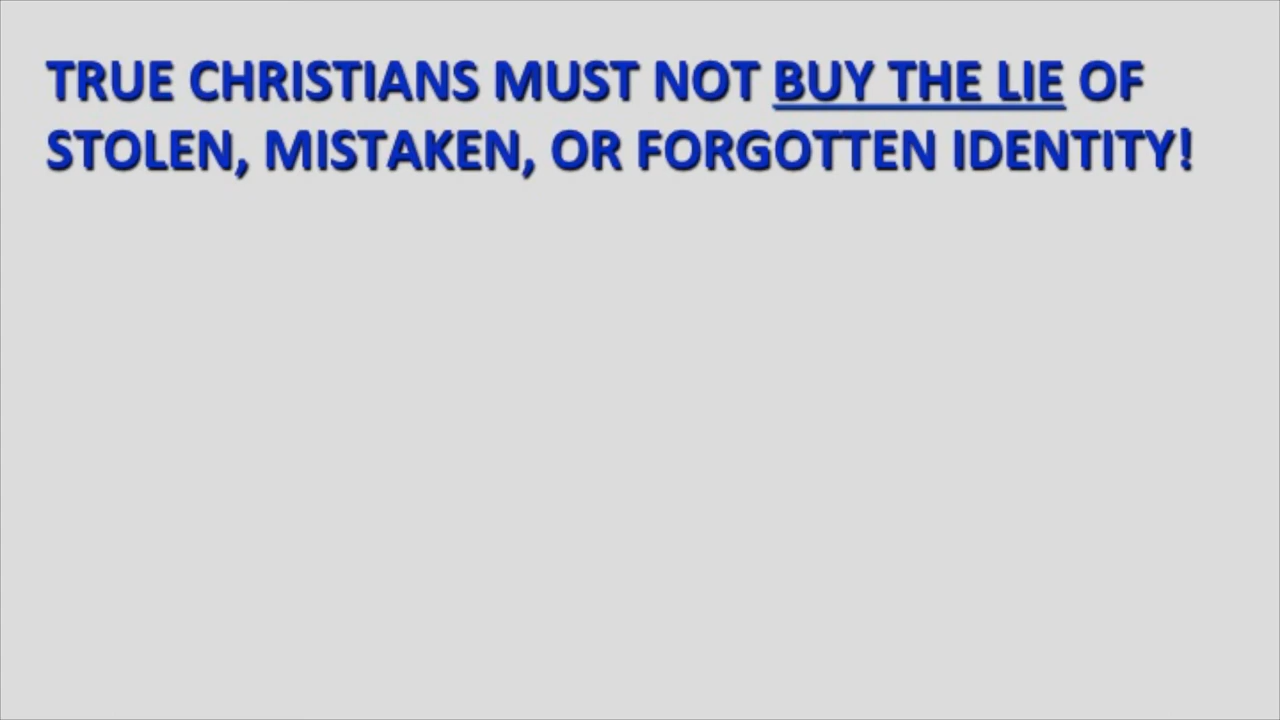 TRUE CHRISTIANS MUST NOT BUY THE LIE OF
STOLEN, MISTAKEN, OR FORGOTTEN IDENTITY!